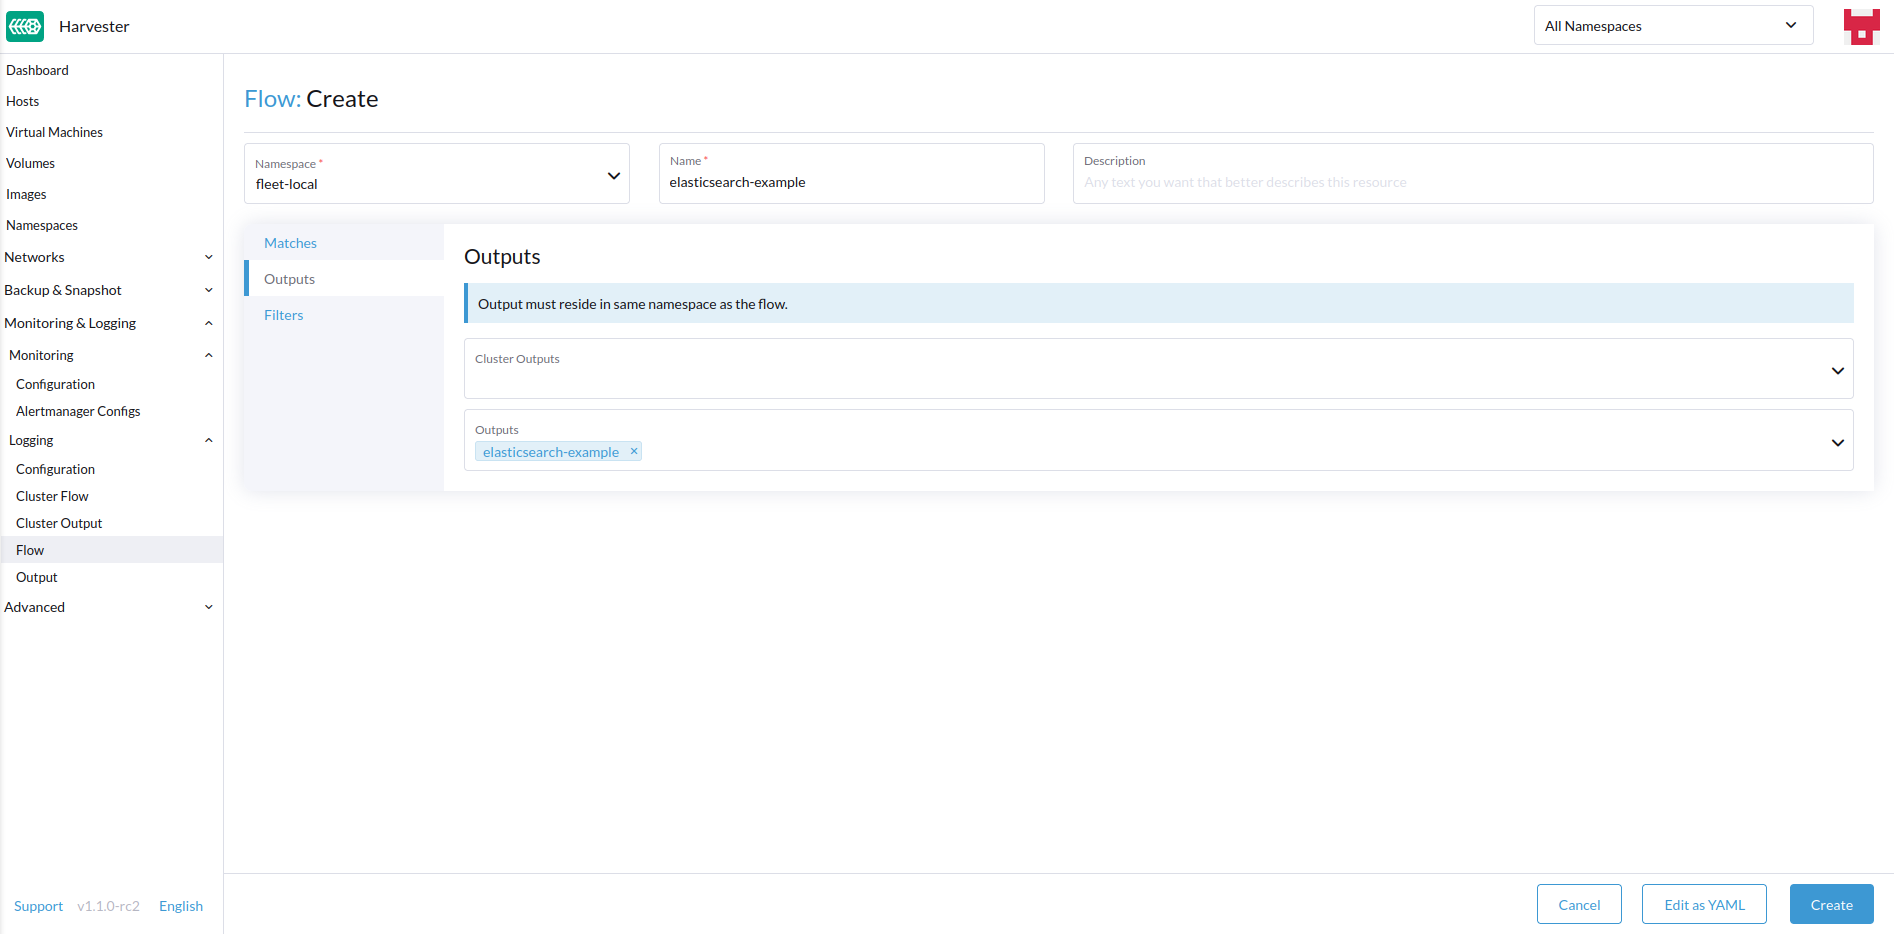 Harvester
All Namespaces
Dashboard
Hosts
Virtual Machines
Volumes
Images
Namespaces
Networks
Backup & Snapshot
Monitoring & Logging
Monitoring
Configuration
Alertmanager Configs
Logging
Configuration
Cluster Flow
Cluster Output
Flow
Output
Advanced
Support v1.1.0-rc2 English
Flow: Create
Namespace *
fleet-local
Name *
elasticsearch-example
Description
Any text you want that better describes this resource
Matches
Outputs
Filters
Outputs
Output must reside in same namespace as the flow.
Cluster Outputs
Outputs
elasticsearch-example ×
Cancel
Edit as YAML
Create